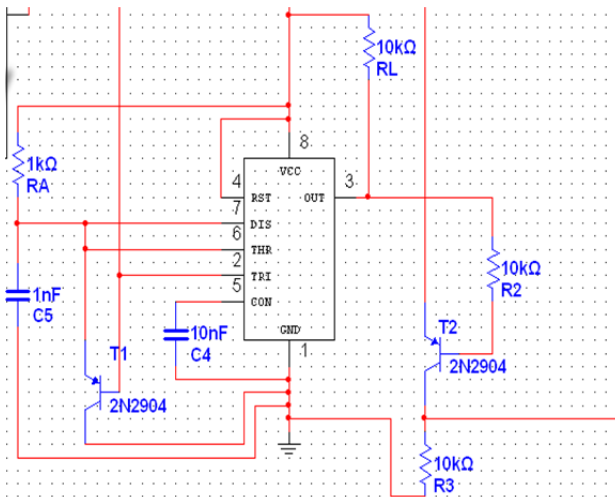 10kΩ
RL
8
VCC
1kΩ
RA
4
RST
OUT
3
7
DIS
6
THR
2
TRI
5
CON
10kΩ
R2
1nF
C5
10nF
C4
GND
1
T1
2N2904
T2
2N2904
10kΩ
R3